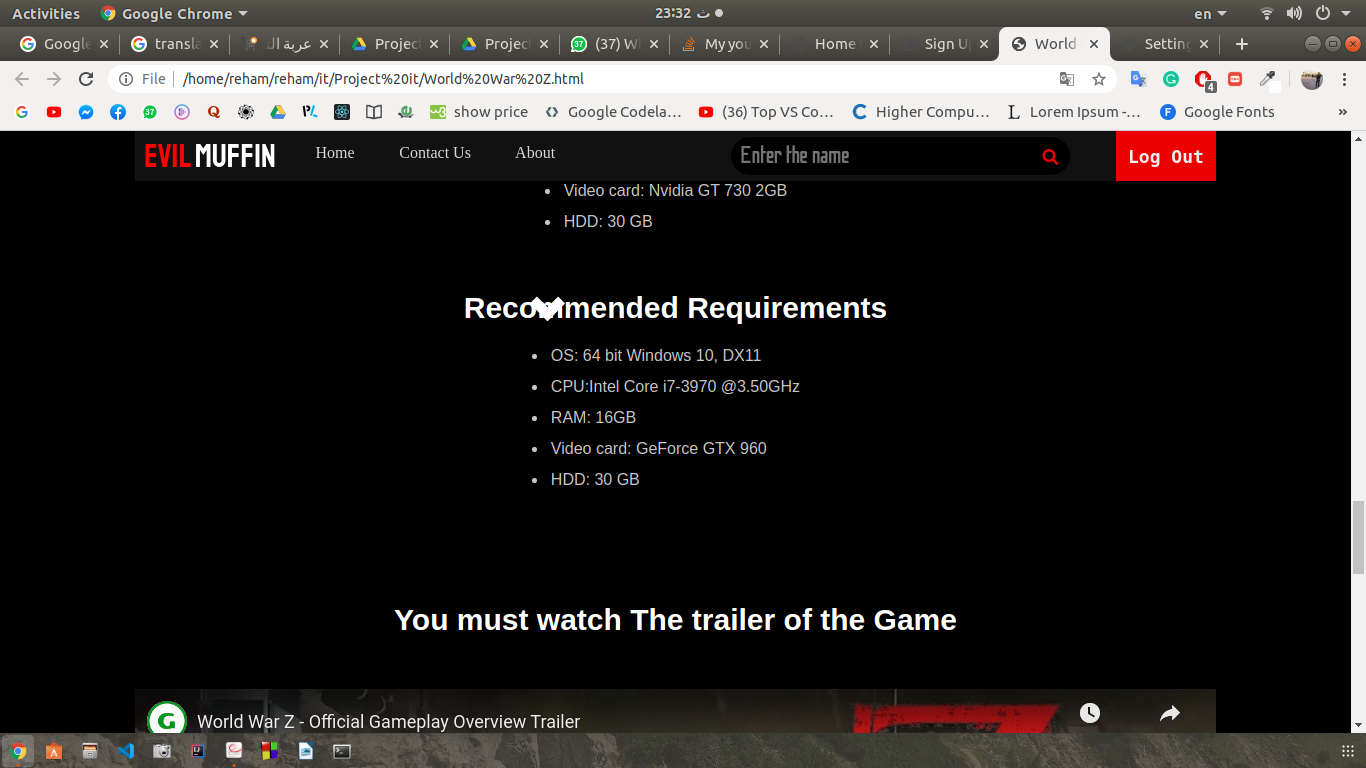 Activities Google Chrome 23:32 ث en
Google transla عربة ال Project Project (37) W My you Home Sign U World Setting
File /home/reham/reham/it/Project%20it/World%20War%20Z.html 4
show price Google Codela… (36) Top VS Co… Higher Compu… Lorem Ipsum -… Google Fonts »
EVIL MUFFIN Home Contact Us About Enter the name Log Out
Video card: Nvidia GT 730 2GB
HDD: 30 GB
Recommended Requirements
OS: 64 bit Windows 10, DX11
CPU:Intel Core i7-3970 @3.50GHz
RAM: 16GB
Video card: GeForce GTX 960
HDD: 30 GB
You must watch The trailer of the Game
World War Z - Official Gameplay Overview Trailer